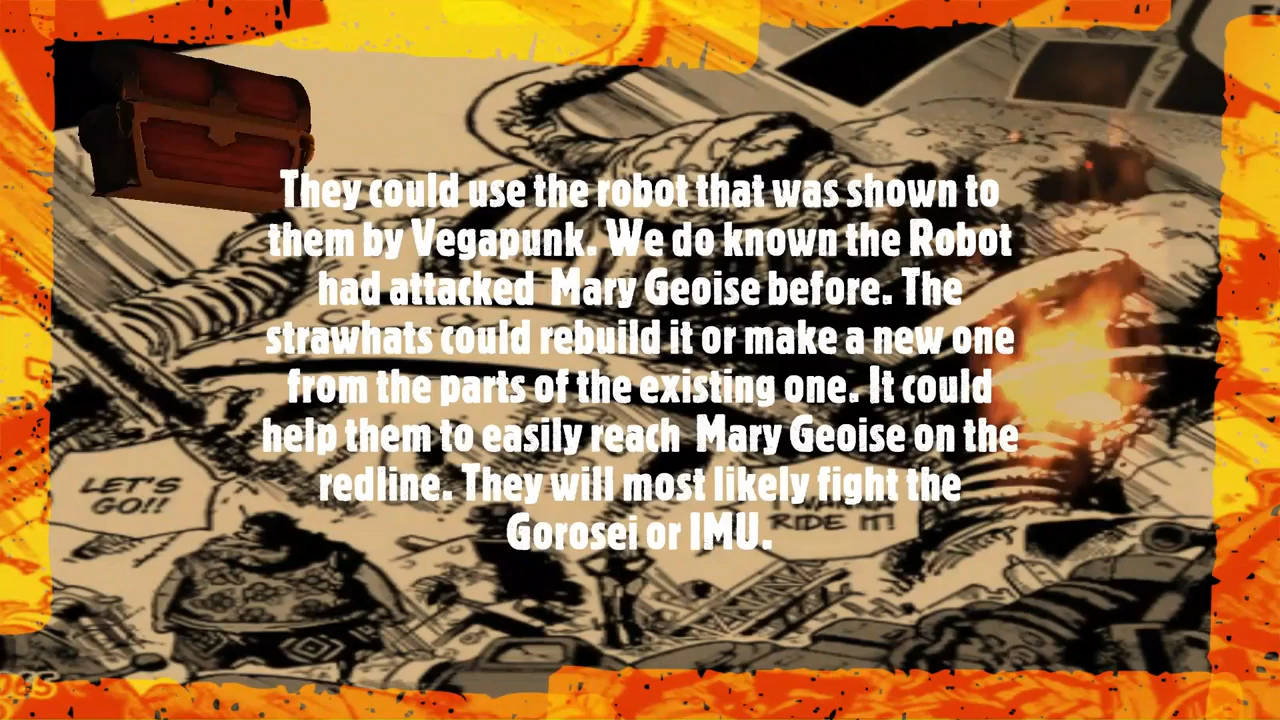 They could use the robot that was shown to
them by Vegapunk. We do known the Robot
had attacked Mary Geoise before. The
strawhats could rebuild it or make a new one
from the parts of the existing one. It could
help them to easily reach Mary Geoise on the
redline. They will most likely fight the
Gorosei or IMU.
LET'S
GO!!
I WANNA
RIDE IT!